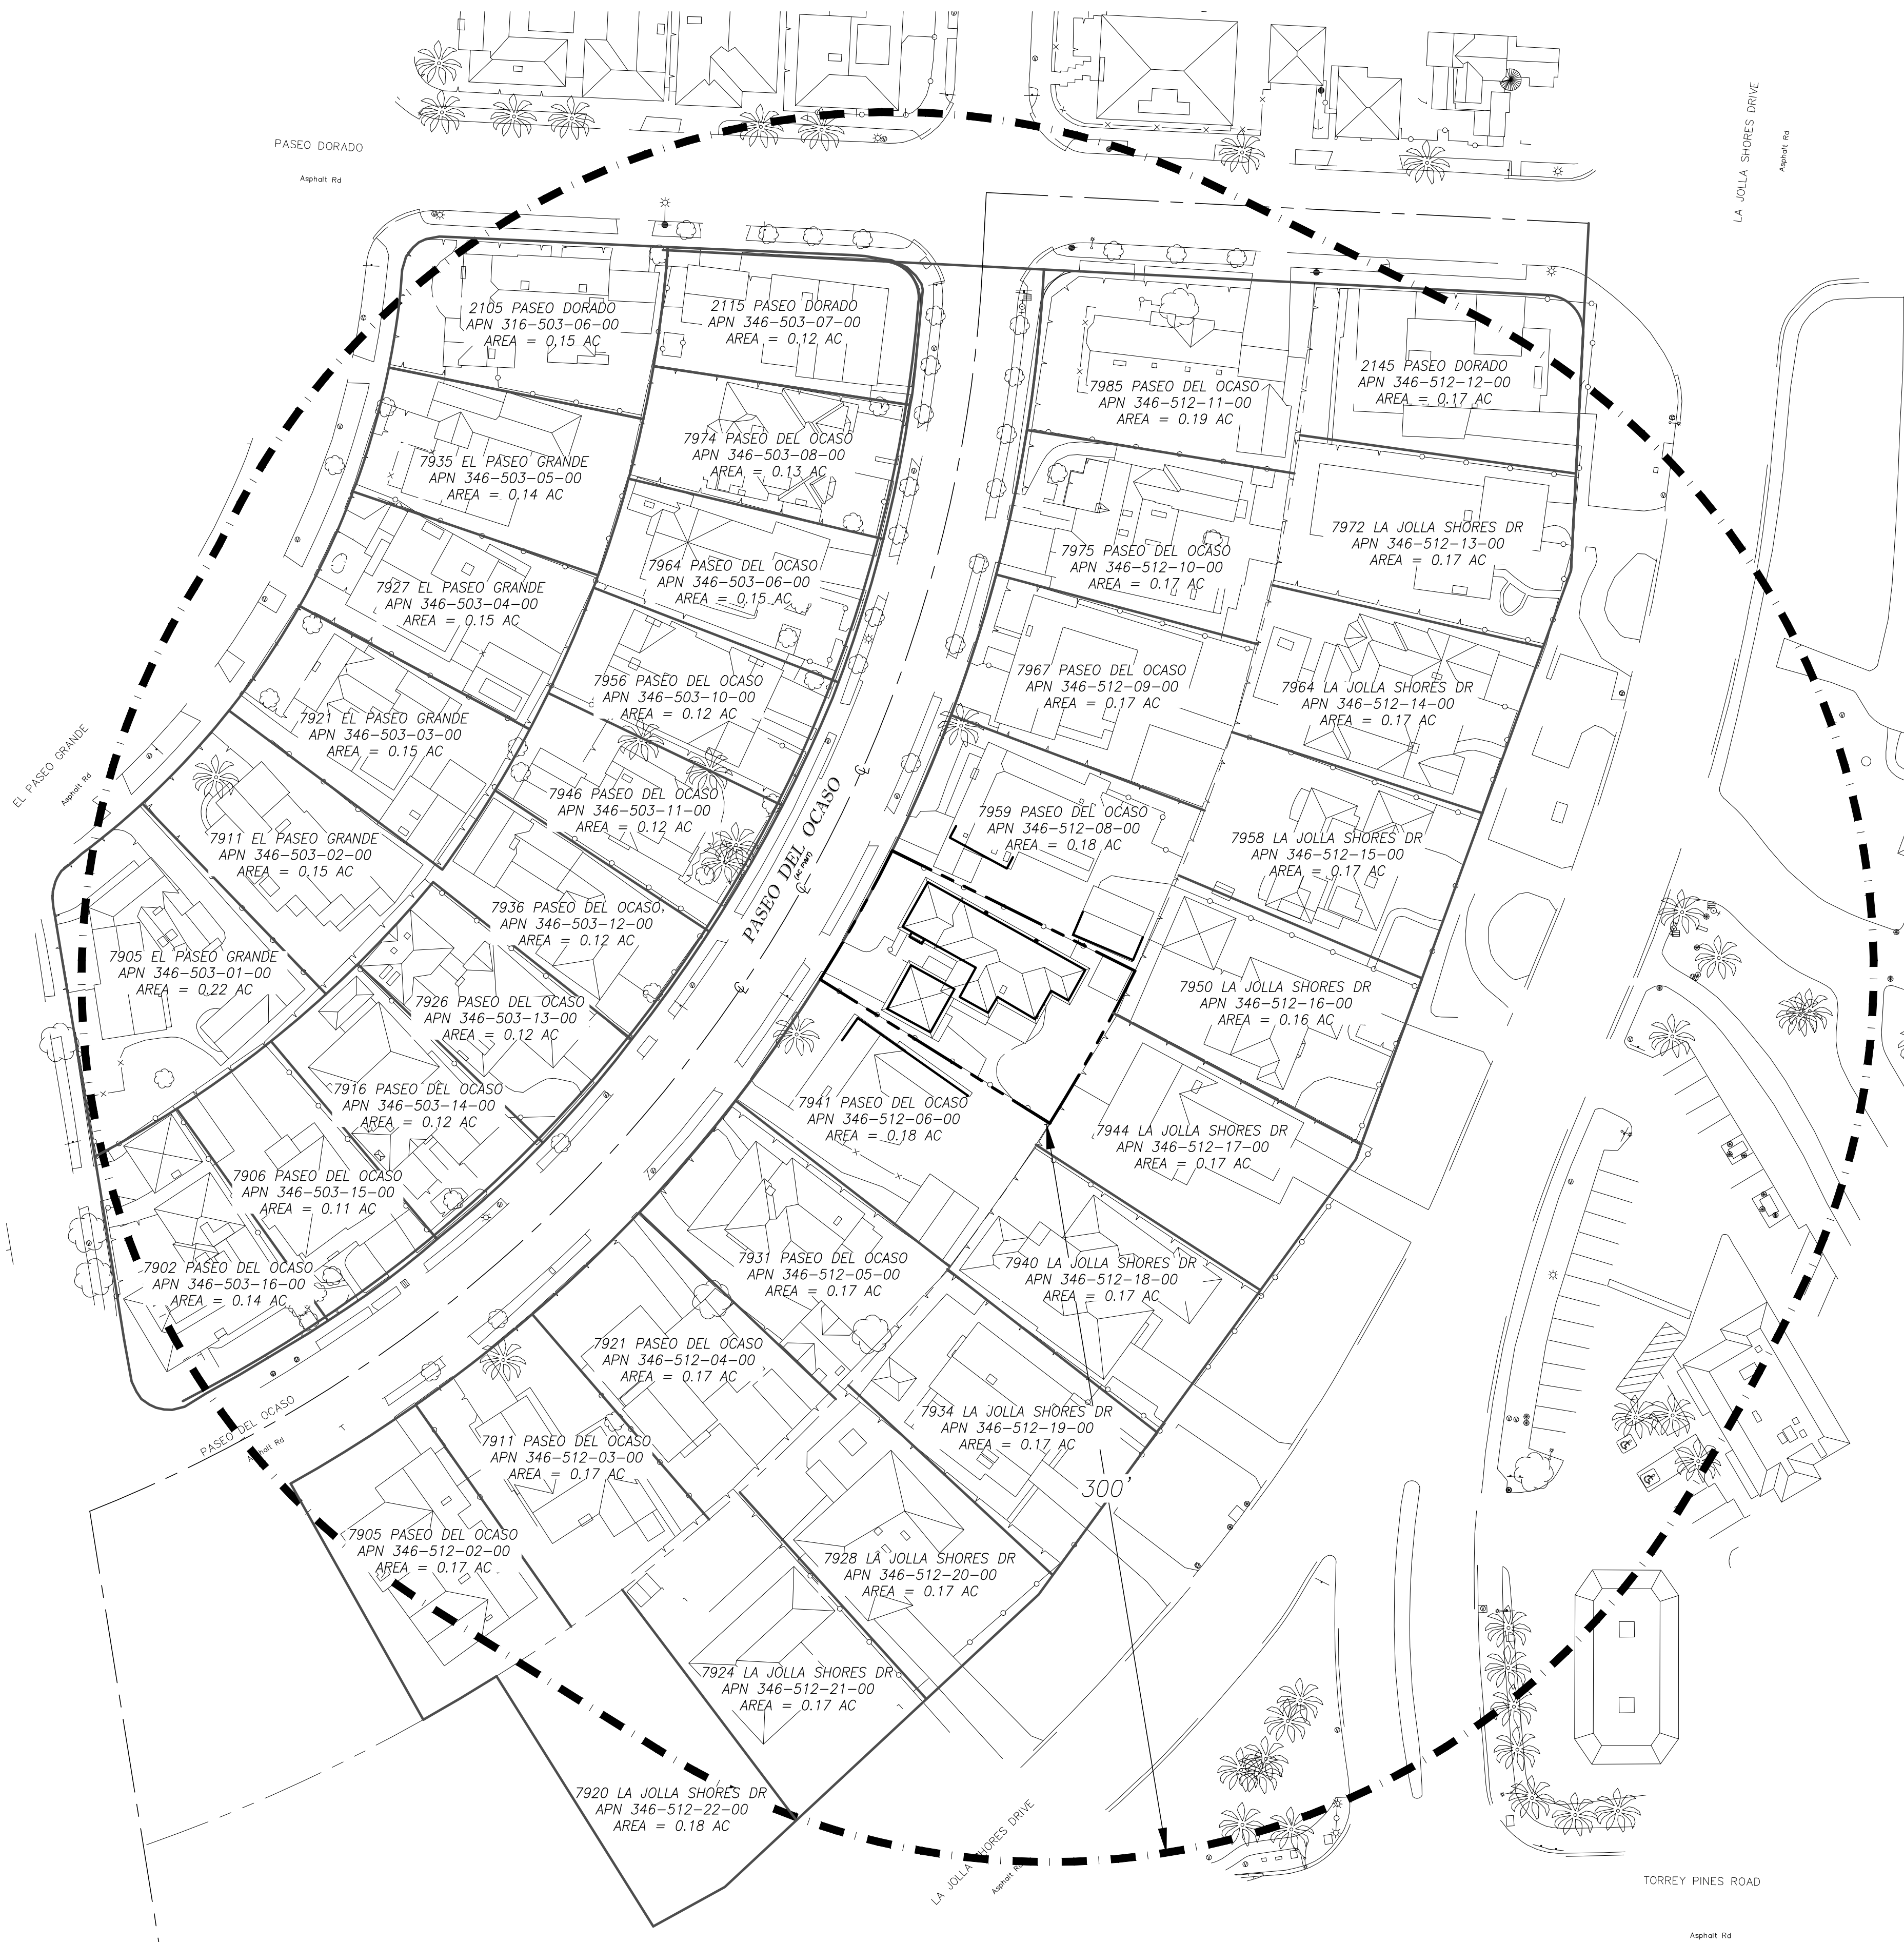 PASEO DORADO
Asphalt Rd
LA JOLLA SHORES DRIVE
Asphalt Rd
2105 PASEO DORADO
APN 316-503-06-00
AREA = 0.15 AC
2115 PASEO DORADO
APN 346-503-07-00
AREA = 0.12 AC
7985 PASEO DEL OCASO
APN 346-512-11-00
AREA = 0.19 AC
2145 PASEO DORADO
APN 346-512-12-00
AREA = 0.17 AC
7935 EL PASEO GRANDE
APN 346-503-05-00
AREA = 0.14 AC
7974 PASEO DEL OCASO
APN 346-503-08-00
AREA = 0.13 AC
7975 PASEO DEL OCASO
APN 346-512-10-00
AREA = 0.17 AC
7972 LA JOLLA SHORES DR
APN 346-512-13-00
AREA = 0.17 AC
7927 EL PASEO GRANDE
APN 346-503-04-00
AREA = 0.15 AC
7964 PASEO DEL OCASO
APN 346-503-06-00
AREA = 0.15 AC
7967 PASEO DEL OCASO
APN 346-512-09-00
AREA = 0.17 AC
7964 LA JOLLA SHORES DR
APN 346-512-14-00
AREA = 0.17 AC
7921 EL PASEO GRANDE
APN 346-503-03-00
AREA = 0.15 AC
7956 PASEO DEL OCASO
APN 346-503-10-00
AREA = 0.12 AC
EL PASEO GRANDE
Asphalt Rd
7946 PASEO DEL OCASO
APN 346-503-11-00
AREA = 0.12 AC
PASEO DEL OCASO
(AC PVMT)
7959 PASEO DEL OCASO
APN 346-512-08-00
AREA = 0.18 AC
7958 LA JOLLA SHORES DR
APN 346-512-15-00
AREA = 0.17 AC
7911 EL PASEO GRANDE
APN 346-503-02-00
AREA = 0.15 AC
7936 PASEO DEL OCASO
APN 346-503-12-00
AREA = 0.12 AC
7905 EL PASEO GRANDE
APN 346-503-01-00
AREA = 0.22 AC
7926 PASEO DEL OCASO
APN 346-503-13-00
AREA = 0.12 AC
7950 LA JOLLA SHORES DR
APN 346-512-16-00
AREA = 0.16 AC
7916 PASEO DEL OCASO
APN 346-503-14-00
AREA = 0.12 AC
7941 PASEO DEL OCASO
APN 346-512-06-00
AREA = 0.18 AC
7944 LA JOLLA SHORES DR
APN 346-512-17-00
AREA = 0.17 AC
7906 PASEO DEL OCASO
APN 346-503-15-00
AREA = 0.11 AC
7902 PASEO DEL OCASO
APN 346-503-16-00
AREA = 0.14 AC
7931 PASEO DEL OCASO
APN 346-512-05-00
AREA = 0.17 AC
7940 LA JOLLA SHORES DR
APN 346-512-18-00
AREA = 0.17 AC
7921 PASEO DEL OCASO
APN 346-512-04-00
AREA = 0.17 AC
7934 LA JOLLA SHORES DR
APN 346-512-19-00
AREA = 0.17 AC
PASEO DEL OCASO
Asphalt Rd
7911 PASEO DEL OCASO
APN 346-512-03-00
AREA = 0.17 AC
300'
7905 PASEO DEL OCASO
APN 346-512-02-00
AREA = 0.17 AC
7928 LA JOLLA SHORES DR
APN 346-512-20-00
AREA = 0.17 AC
7924 LA JOLLA SHORES DR
APN 346-512-21-00
AREA = 0.17 AC
7920 LA JOLLA SHORES DR
APN 346-512-22-00
AREA = 0.18 AC
LA JOLLA SHORES DRIVE
Asphalt Rd
TORREY PINES ROAD
Asphalt Rd